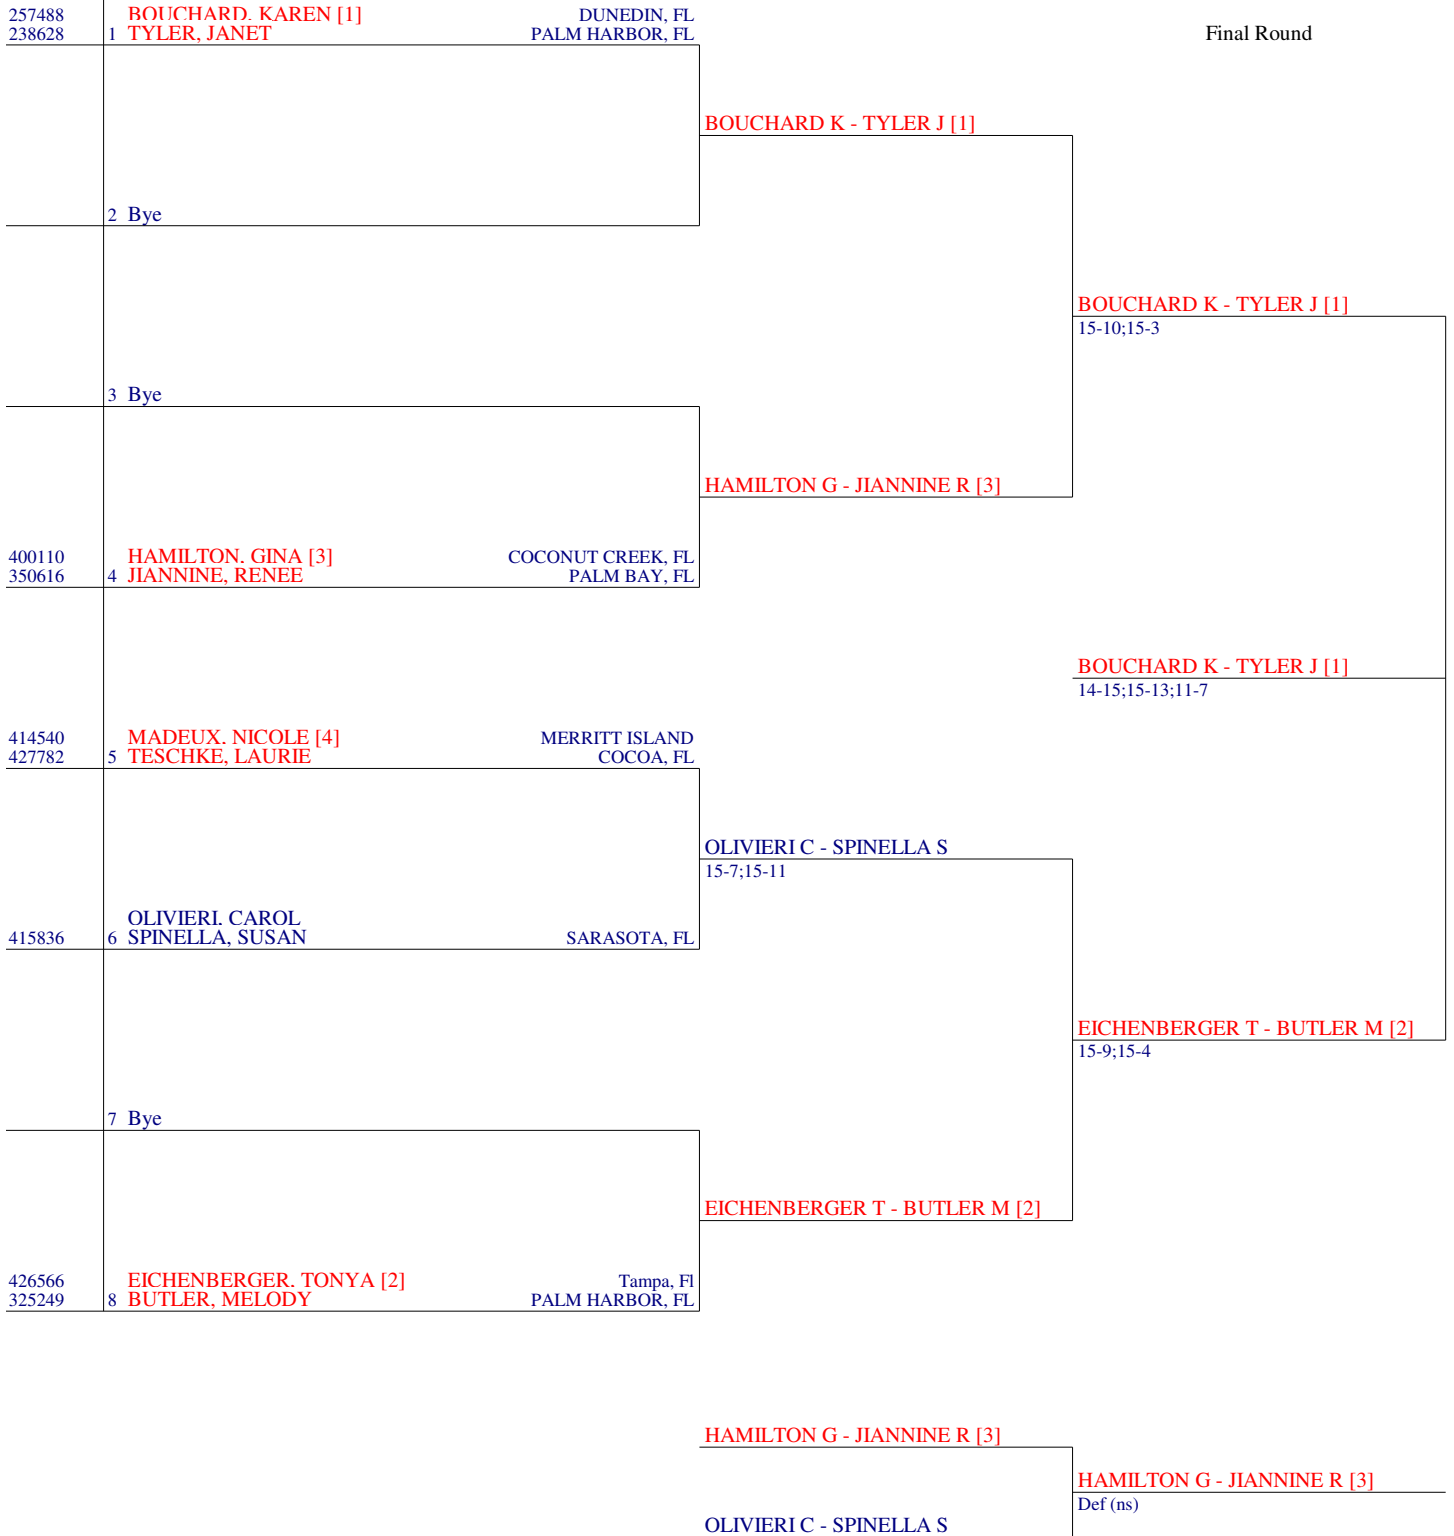 257488 BOUCHARD, KAREN [1] DUNEDIN, FL
238628 1 TYLER, JANET PALM HARBOR, FL
Final Round
BOUCHARD K - TYLER J [1]
2 Bye
BOUCHARD K - TYLER J [1]
15-10;15-3
3 Bye
HAMILTON G - JIANNINE R [3]
400110 HAMILTON, GINA [3] COCONUT CREEK, FL
350616 4 JIANNINE, RENEE PALM BAY, FL
BOUCHARD K - TYLER J [1]
14-15;15-13;11-7
414540 MADEUX, NICOLE [4] MERRITT ISLAND
427782 5 TESCHKE, LAURIE COCOA, FL
OLIVIERI C - SPINELLA S
15-7;15-11
OLIVIERI, CAROL
415836 6 SPINELLA, SUSAN SARASOTA, FL
EICHENBERGER T - BUTLER M [2]
15-9;15-4
7 Bye
EICHENBERGER T - BUTLER M [2]
426566 EICHENBERGER, TONYA [2] Tampa, Fl
325249 8 BUTLER, MELODY PALM HARBOR, FL
HAMILTON G - JIANNINE R [3]
HAMILTON G - JIANNINE R [3]
Def (ns)
OLIVIERI C - SPINELLA S